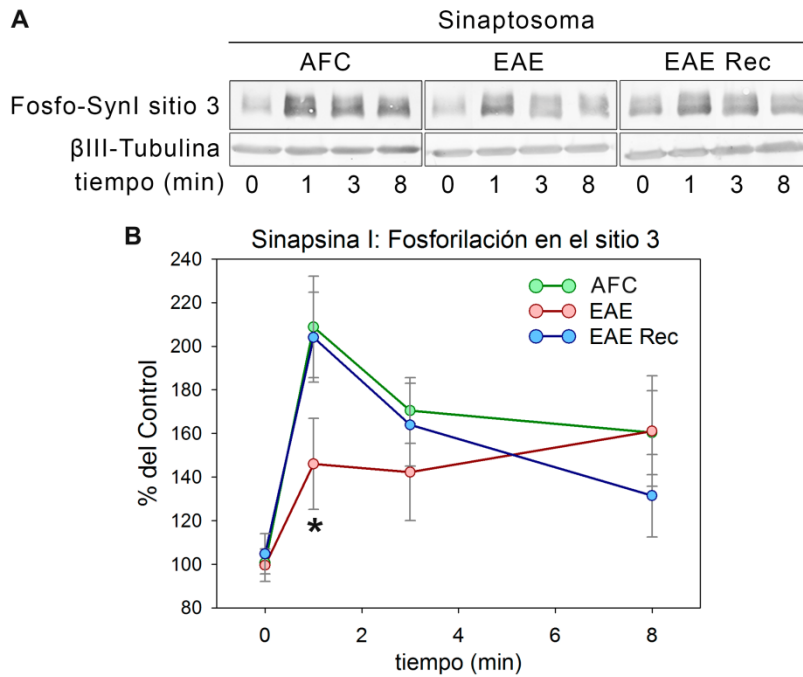 A
Sinaptosoma
AFC EAE EAE Rec
Fosfo-SynI sitio 3
βIII-Tubulina
tiempo (min) 0 1 3 8 0 1 3 8 0 1 3 8
B Sinapsina I: Fosforilación en el sitio 3
240
220
200
180
160
140
120
100
80
% del Control
AFC
EAE
EAE Rec
*
0 2 4 6 8
tiempo (min)